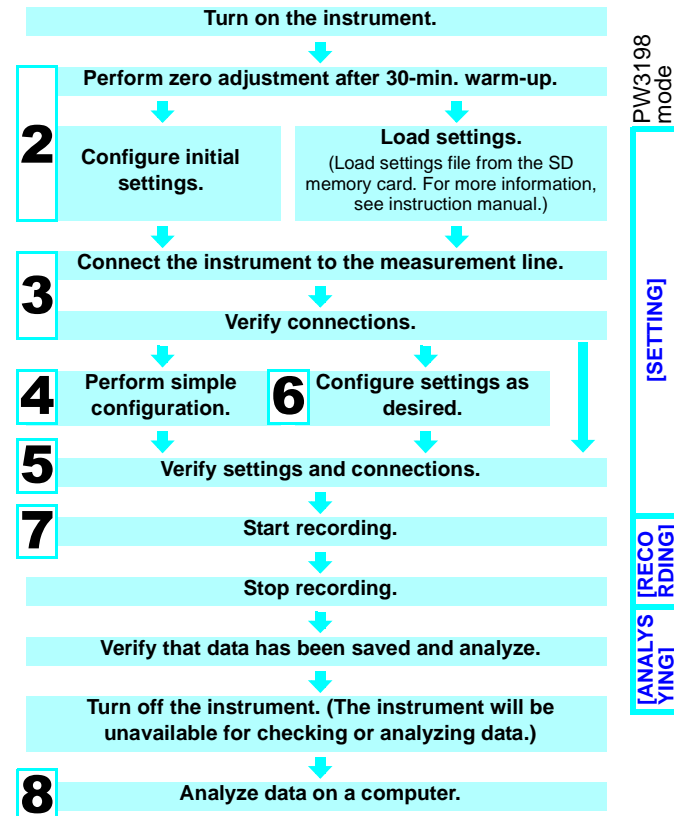 Turn on the instrument.
PW3198
mode
2
Perform zero adjustment after 30-min. warm-up.
Configure initial
settings.
Load settings.
(Load settings file from the SD
memory card. For more information,
see instruction manual.)
3
Connect the instrument to the measurement line.
Verify connections.
[SETTING]
4
Perform simple
configuration.
6
Configure settings as
desired.
5
Verify settings and connections.
7
Start recording.
[RECO
RDING]
Stop recording.
Verify that data has been saved and analyze.
[ANALYS
YING]
Turn off the instrument. (The instrument will be
unavailable for checking or analyzing data.)
8
Analyze data on a computer.